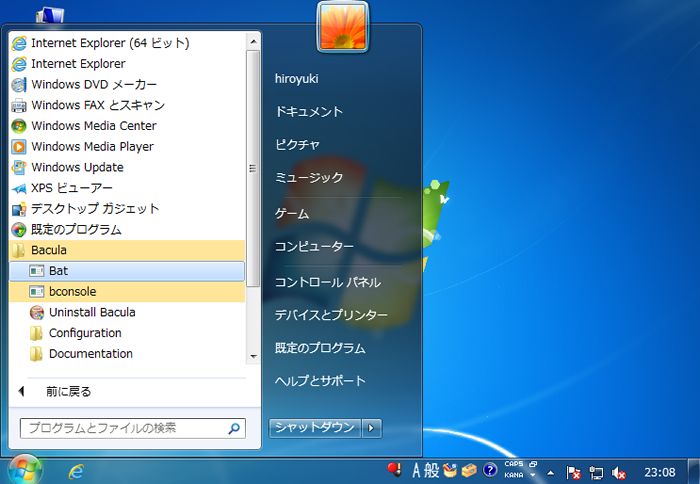 Internet Explorer (64 ビット)
Internet Explorer
Windows DVD メーカー
Windows FAX とスキャン
Windows Media Center
Windows Media Player
Windows Update
XPS ビューアー
デスクトップ ガジェット
既定のプログラム
Bacula
Bat
bconsole
Uninstall Bacula
Configuration
Documentation
前に戻る
プログラムとファイルの検索
hiroyuki
ドキュメント
ピクチャ
ミュージック
ゲーム
コンピューター
コントロール パネル
デバイスとプリンター
既定のプログラム
ヘルプとサポート
シャットダウン
A 般
CAPS
KANA
23:08